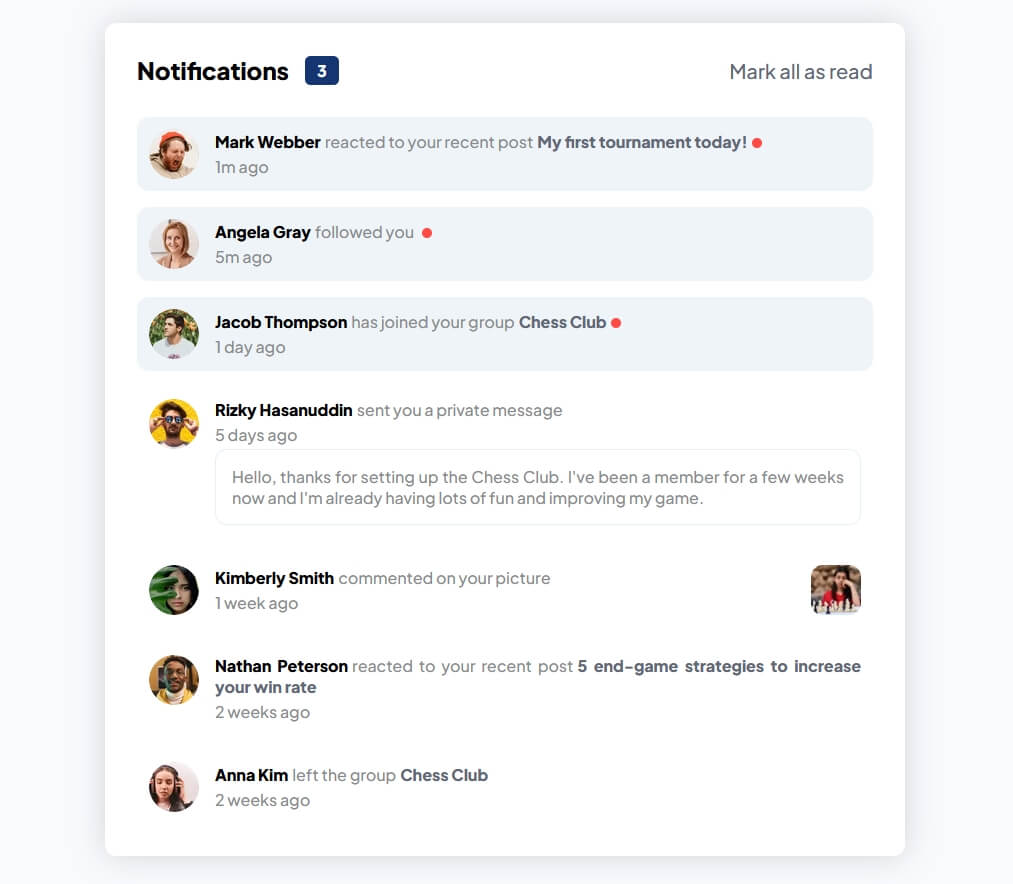 Notifications 3 Mark all as read
Mark Webber reacted to your recent post My first tournament today!
1m ago
Angela Gray followed you
5m ago
Jacob Thompson has joined your group Chess Club
1 day ago
Rizky Hasanuddin sent you a private message
5 days ago
Hello, thanks for setting up the Chess Club. I've been a member for a few weeks
now and I'm already having lots of fun and improving my game.
Kimberly Smith commented on your picture
1 week ago
Nathan Peterson reacted to your recent post 5 end-game strategies to increase
your win rate
2 weeks ago
Anna Kim left the group Chess Club
2 weeks ago